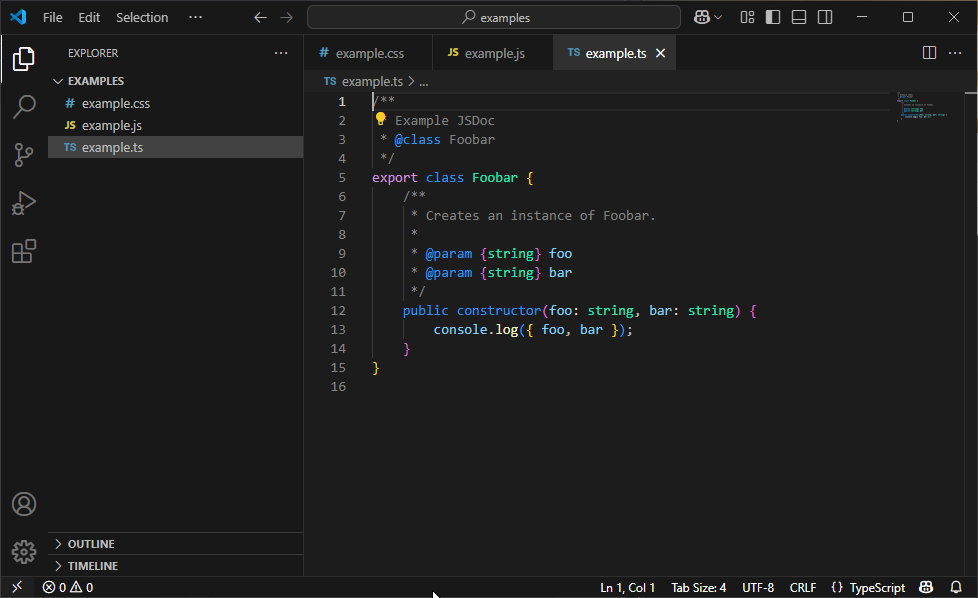 File Edit Selection ··· examples
EXPLORER ···
EXAMPLES
# example.css
JS example.js
TS example.ts
# example.css JS example.js TS example.ts
TS example.ts > ...
1 /**
2 Example JSDoc
3 * @class Foobar
4 */
5 export class Foobar {
6 /**
7 * Creates an instance of Foobar.
8 *
9 * @param {string} foo
10 * @param {string} bar
11 */
12 public constructor(foo: string, bar: string) {
13 console.log({ foo, bar });
14 }
15 }
16
OUTLINE
TIMELINE
0 0 Ln 1, Col 1 Tab Size: 4 UTF-8 CRLF {} TypeScript